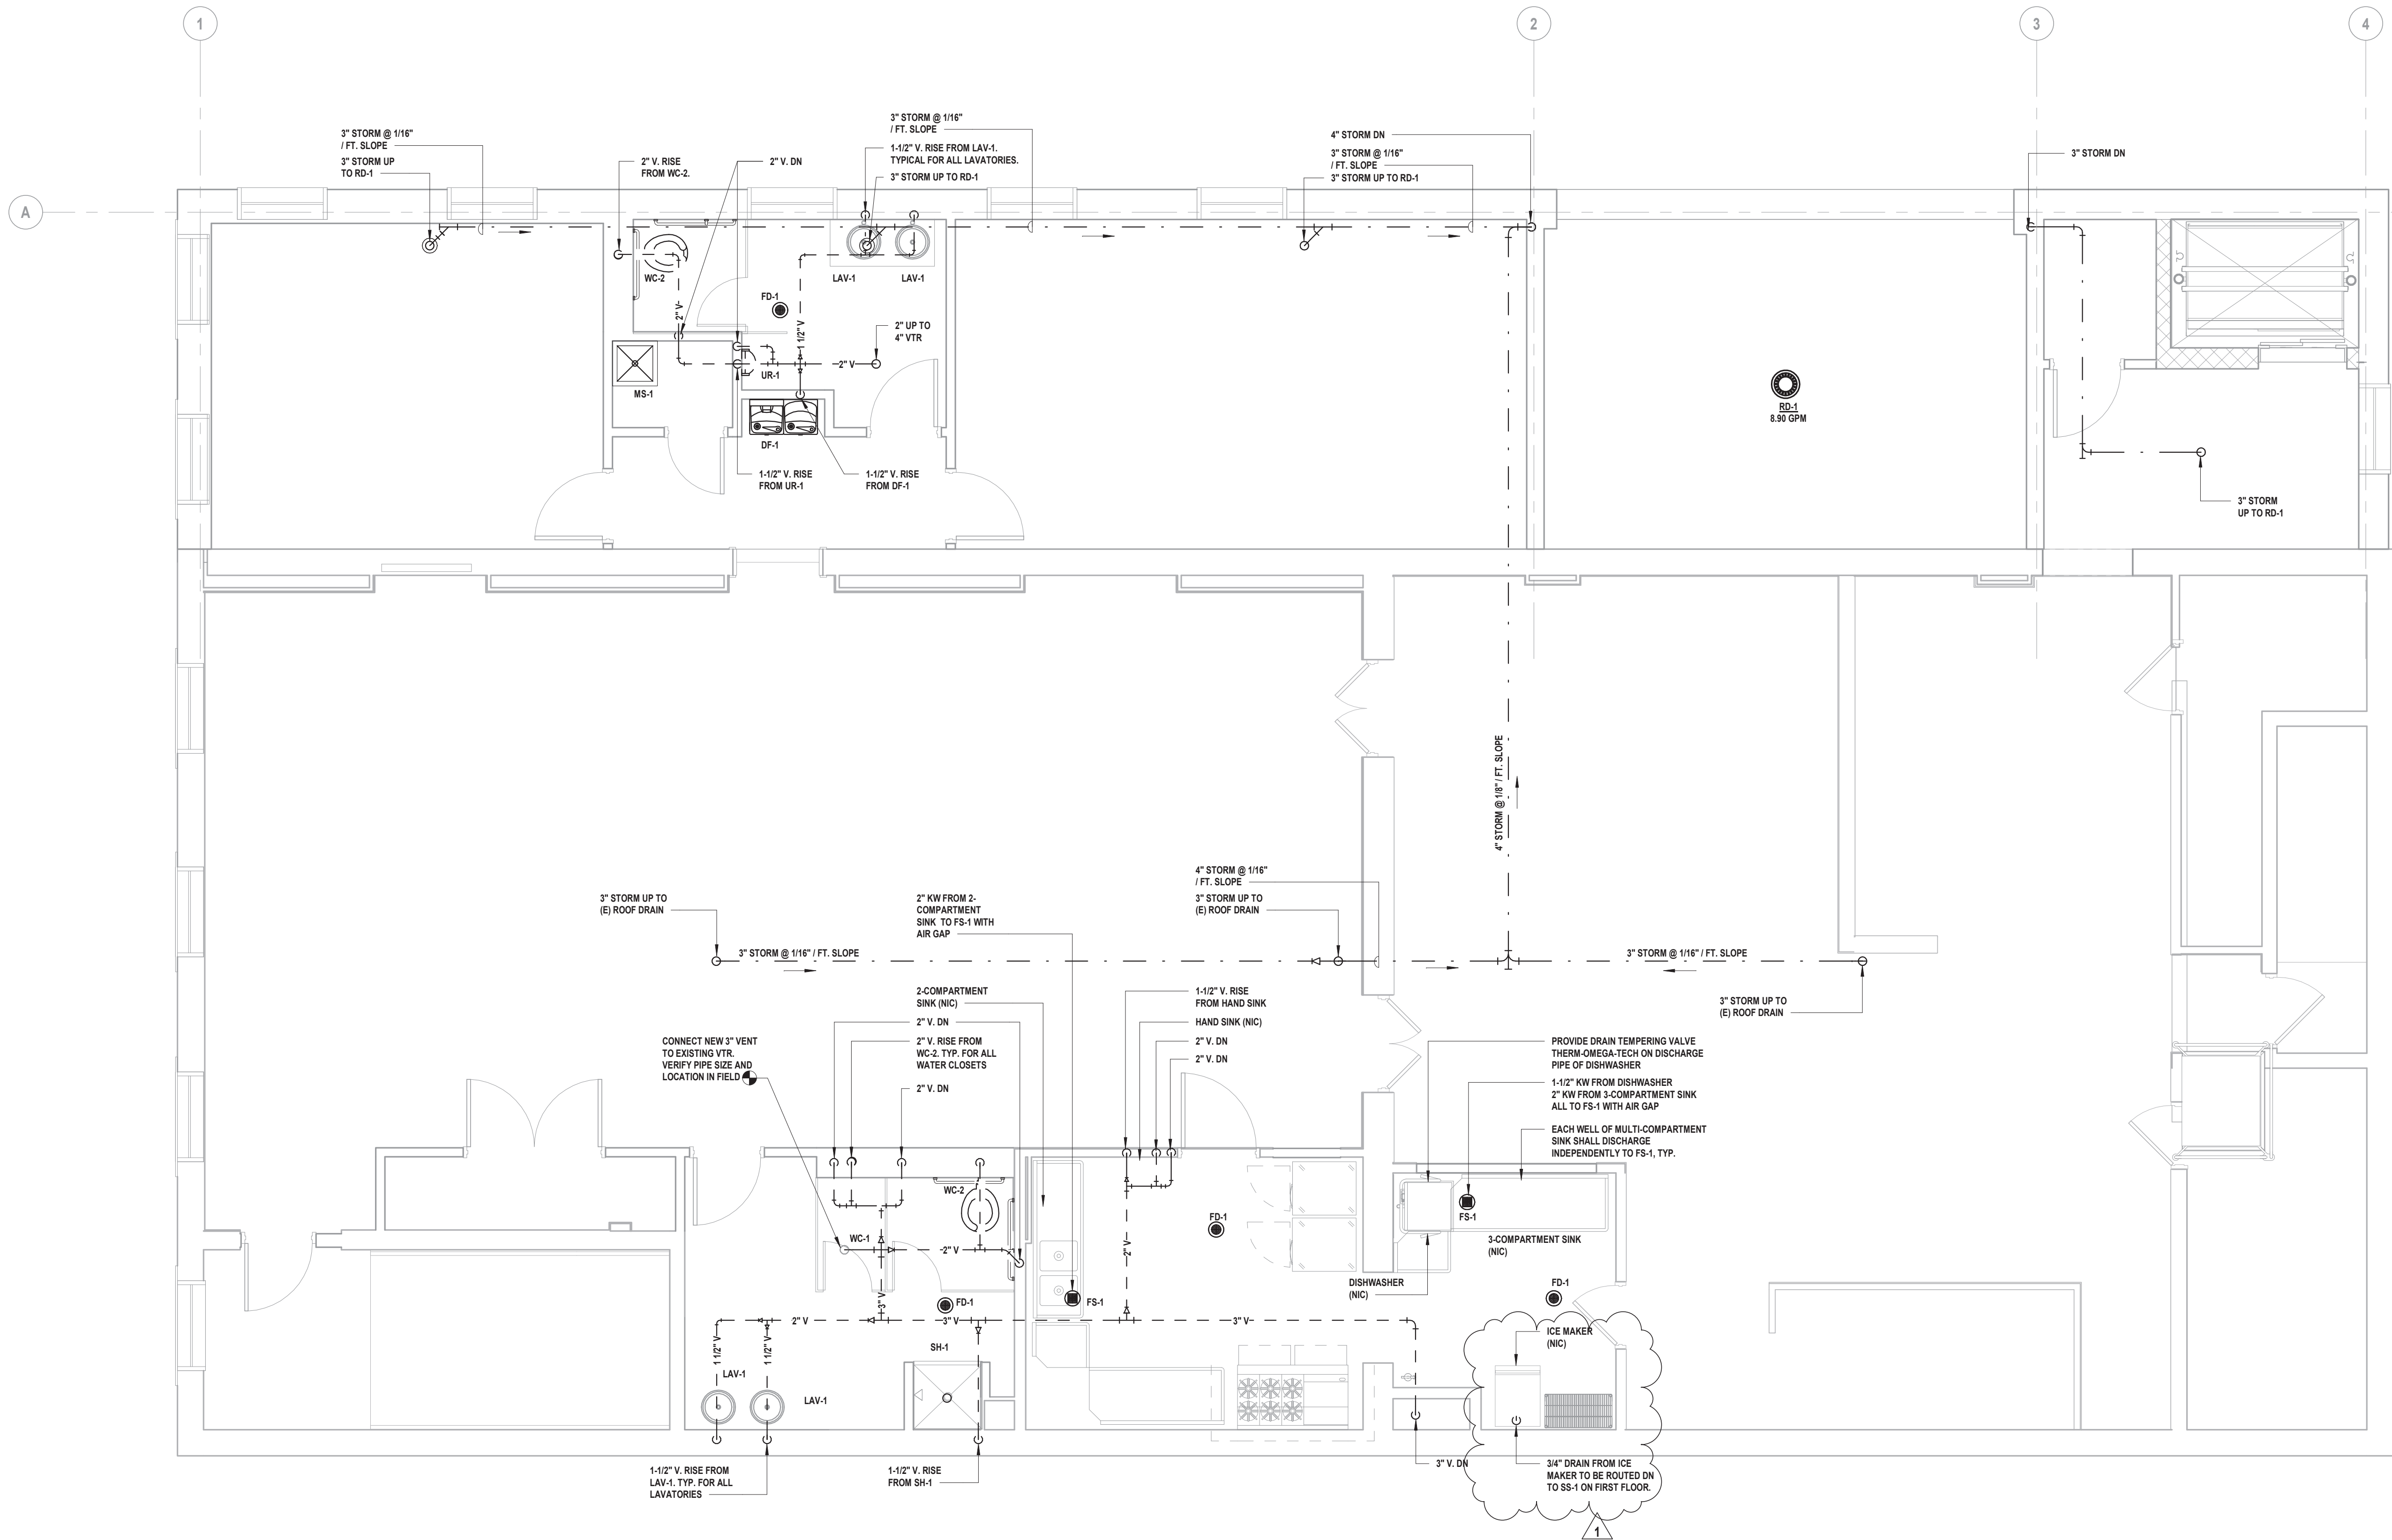 1
2
3
4
A
3" STORM @ 1/16"
/ FT. SLOPE
3" STORM UP
TO RD-1
2" V. RISE
FROM WC-2.
2" V. DN
3" STORM @ 1/16"
/ FT. SLOPE
1-1/2" V. RISE FROM LAV-1.
TYPICAL FOR ALL LAVATORIES.
3" STORM UP TO RD-1
4" STORM DN
3" STORM @ 1/16"
/ FT. SLOPE
3" STORM UP TO RD-1
3" STORM DN
WC-2
LAV-1
LAV-1
FD-1
2" V
1 1/2" V
2" UP TO
4" VTR
2" V
UR-1
MS-1
DF-1
1-1/2" V. RISE
FROM UR-1
1-1/2" V. RISE
FROM DF-1
RD-1
8.90 GPM
3" STORM
UP TO RD-1
4" STORM @ 1/8" / FT. SLOPE
3" STORM UP TO
(E) ROOF DRAIN
2" KW FROM 2-
COMPARTMENT
SINK TO FS-1 WITH
AIR GAP
4" STORM @ 1/16"
/ FT. SLOPE
3" STORM UP TO
(E) ROOF DRAIN
3" STORM @ 1/16" / FT. SLOPE
3" STORM @ 1/16" / FT. SLOPE
3" STORM UP TO
(E) ROOF DRAIN
2-COMPARTMENT
SINK (NIC)
2" V. DN
2" V. RISE FROM
WC-2. TYP. FOR ALL
WATER CLOSETS
2" V. DN
CONNECT NEW 3" VENT
TO EXISTING VTR.
VERIFY PIPE SIZE AND
LOCATION IN FIELD
1-1/2" V. RISE
FROM HAND SINK
HAND SINK (NIC)
2" V. DN
2" V. DN
PROVIDE DRAIN TEMPERING VALVE
THERM-OMEGA-TECH ON DISCHARGE
PIPE OF DISHWASHER
1-1/2" KW FROM DISHWASHER
2" KW FROM 3-COMPARTMENT SINK
ALL TO FS-1 WITH AIR GAP
EACH WELL OF MULTI-COMPARTMENT
SINK SHALL DISCHARGE
INDEPENDENTLY TO FS-1, TYP.
WC-2
WC-1
2" V
2" V
FD-1
FS-1
3-COMPARTMENT SINK
(NIC)
DISHWASHER
(NIC)
FD-1
3" V
FD-1
FS-1
2" V
3" V
3" V
1 1/2" V
1 1/2" V
SH-1
LAV-1
LAV-1
ICE MAKER
(NIC)
1-1/2" V. RISE FROM
LAV-1. TYP. FOR ALL
LAVATORIES
1-1/2" V. RISE
FROM SH-1
3" V. DN
3/4" DRAIN FROM ICE
MAKER TO BE ROUTED DN
TO SS-1 ON FIRST FLOOR.
1